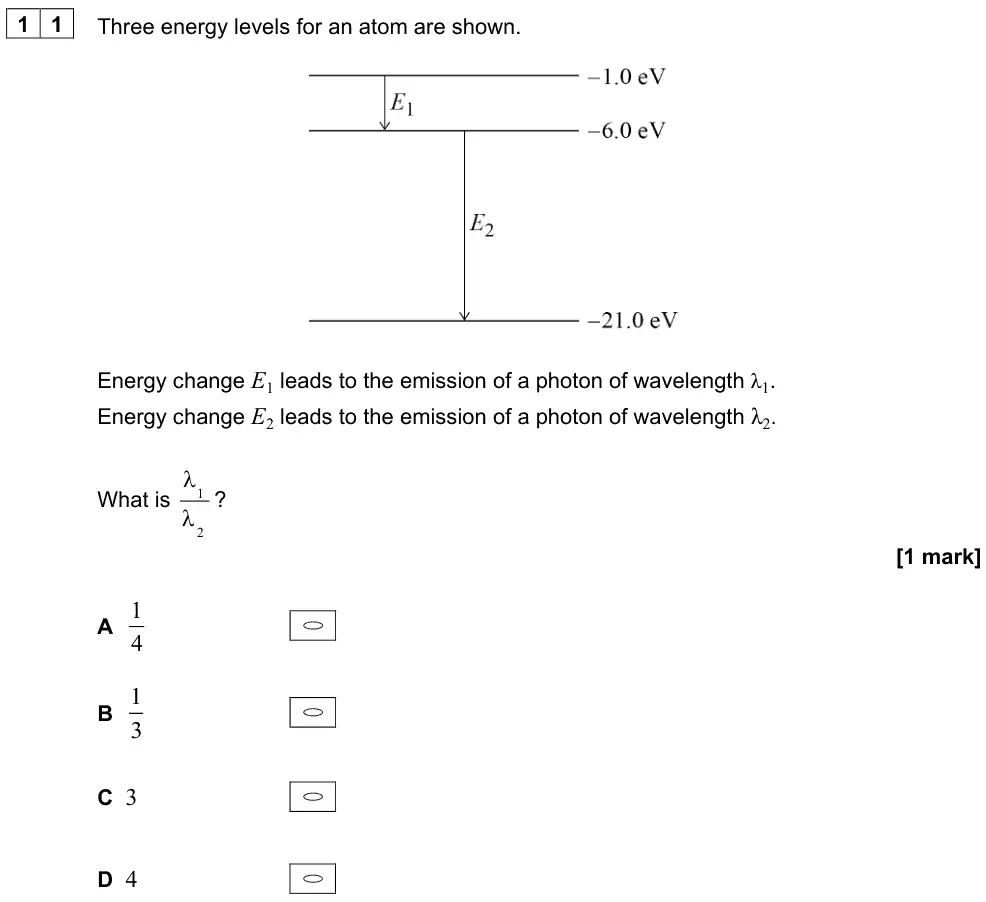 1 1 Three energy levels for an atom are shown.
–1.0 eV
E₁
–6.0 eV
E₂
–21.0 eV
Energy change E₁ leads to the emission of a photon of wavelength λ₁.
Energy change E₂ leads to the emission of a photon of wavelength λ₂.
What is λ₁/λ₂ ?
[1 mark]
A 1/4
B 1/3
C 3
D 4